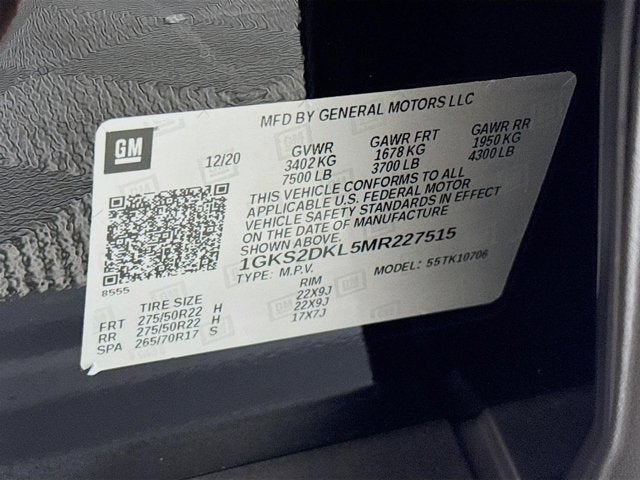 MFD BY GENERAL MOTORS LLC
GM
12/20
GVWR
3402 KG
7500 LB
GAWR FRT
1678 KG
3700 LB
GAWR RR
1950 KG
4300 LB
THIS VEHICLE CONFORMS TO ALL
APPLICABLE U.S. FEDERAL MOTOR
VEHICLE SAFETY STANDARDS IN EFFECT
ON THE DATE OF MANUFACTURE
SHOWN ABOVE.
1GKS2DKL5MR227515
TYPE: M.P.V.
MODEL: 55TK10706
8555
TIRE SIZE
RIM
FRT 275/50R22 H 22X9J
RR 275/50R22 H 22X9J
SPA 265/70R17 S 17X7J